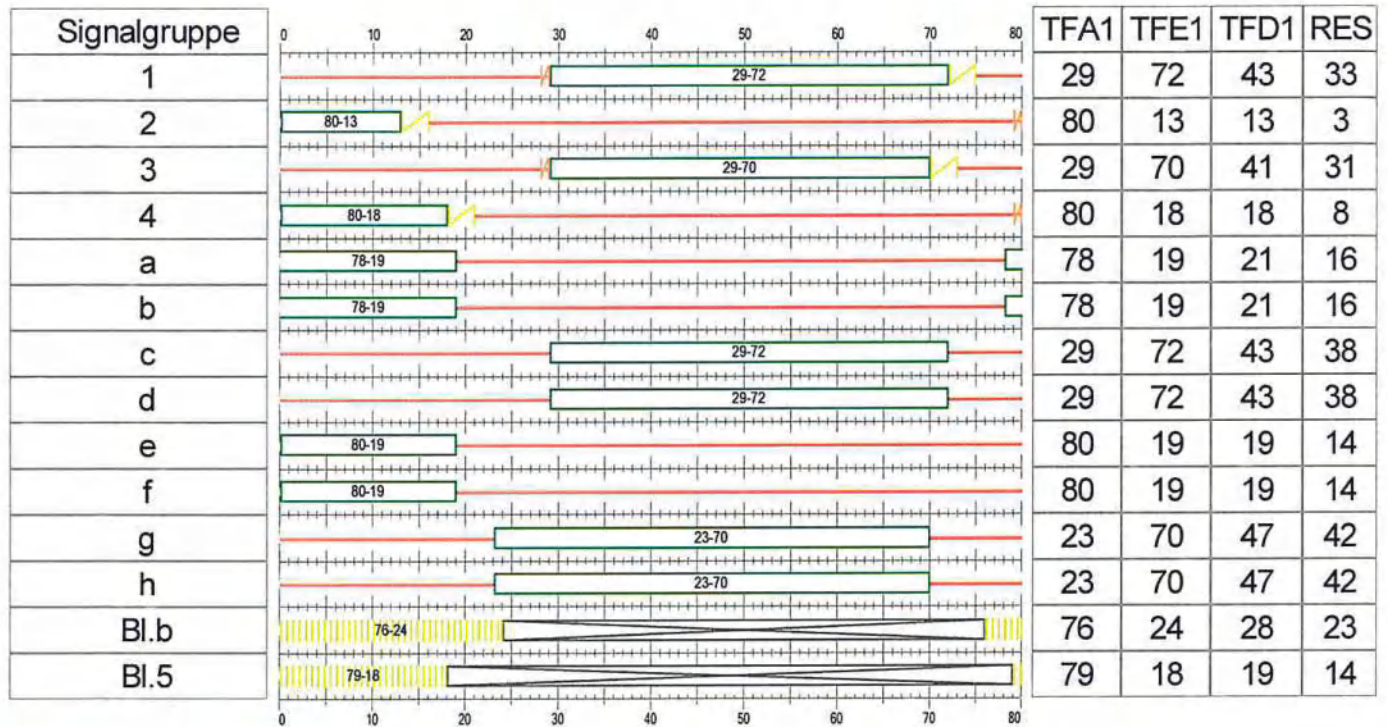 Signalgruppe 0 10 20 30 40 50 60 70 80 TFA1 TFE1 TFD1 RES
1 29-72 29 72 43 33
2 80-13 80 13 13 3
3 29-70 29 70 41 31
4 80-18 80 18 18 8
a 78-19 78 19 21 16
b 78-19 78 19 21 16
c 29-72 29 72 43 38
d 29-72 29 72 43 38
e 80-19 80 19 19 14
f 80-19 80 19 19 14
g 23-70 23 70 47 42
h 23-70 23 70 47 42
Bl.b 76-24 76 24 28 23
Bl.5 79-18 79 18 19 14
0 10 20 30 40 50 60 70 80